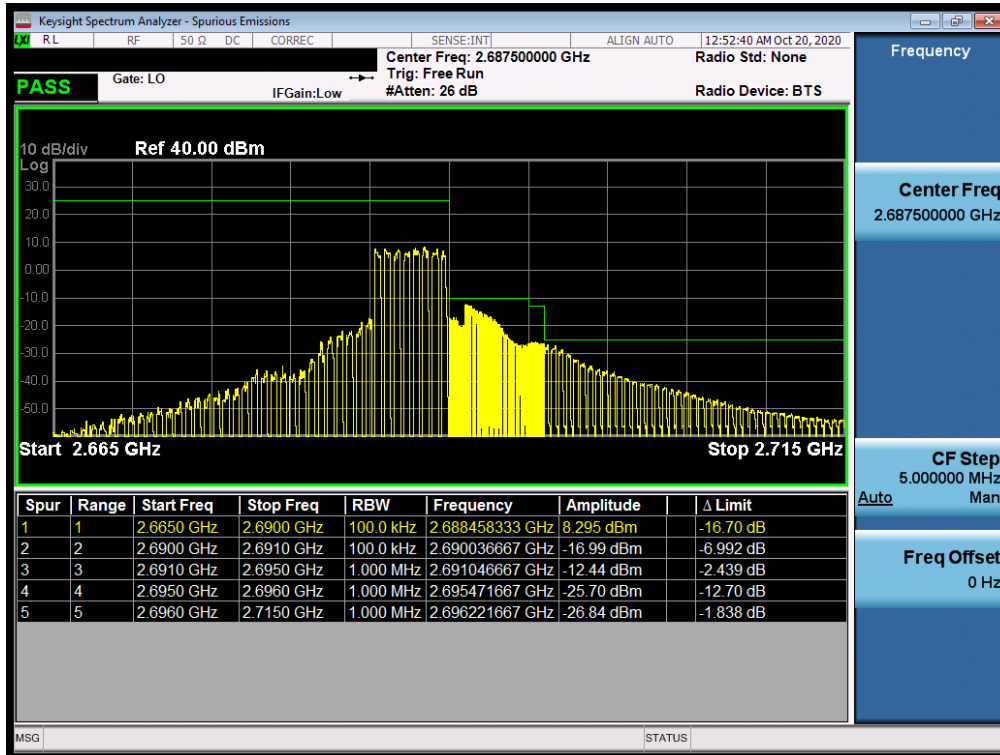 Keysight Spectrum Analyzer - Spurious Emissions
LXI RL RF 50 Ω DC CORREC SENSE:INT ALIGN AUTO 12:52:40 AM Oct 20, 2020
Frequency
Center Freq: 2.687500000 GHz Radio Std: None
PASS Gate: LO Trig: Free Run
IFGain:Low #Atten: 26 dB Radio Device: BTS
10 dB/div Ref 40.00 dBm
Log
30.0
20.0
10.0
0.00
-10.0
-20.0
-30.0
-40.0
-50.0
Start 2.665 GHz Stop 2.715 GHz
Center Freq
2.687500000 GHz
CF Step
5.000000 MHz
Auto Man
Freq Offset
0 Hz
Spur Range Start Freq Stop Freq RBW Frequency Amplitude Δ Limit
1 1 2.6650 GHz 2.6900 GHz 100.0 kHz 2.688458333 GHz 8.295 dBm -16.70 dB
2 2 2.6900 GHz 2.6910 GHz 100.0 kHz 2.690036667 GHz -16.99 dBm -6.992 dB
3 3 2.6910 GHz 2.6950 GHz 1.000 MHz 2.691046667 GHz -12.44 dBm -2.439 dB
4 4 2.6950 GHz 2.6960 GHz 1.000 MHz 2.695471667 GHz -25.70 dBm -12.70 dB
5 5 2.6960 GHz 2.7150 GHz 1.000 MHz 2.696221667 GHz -26.84 dBm -1.838 dB
MSG STATUS